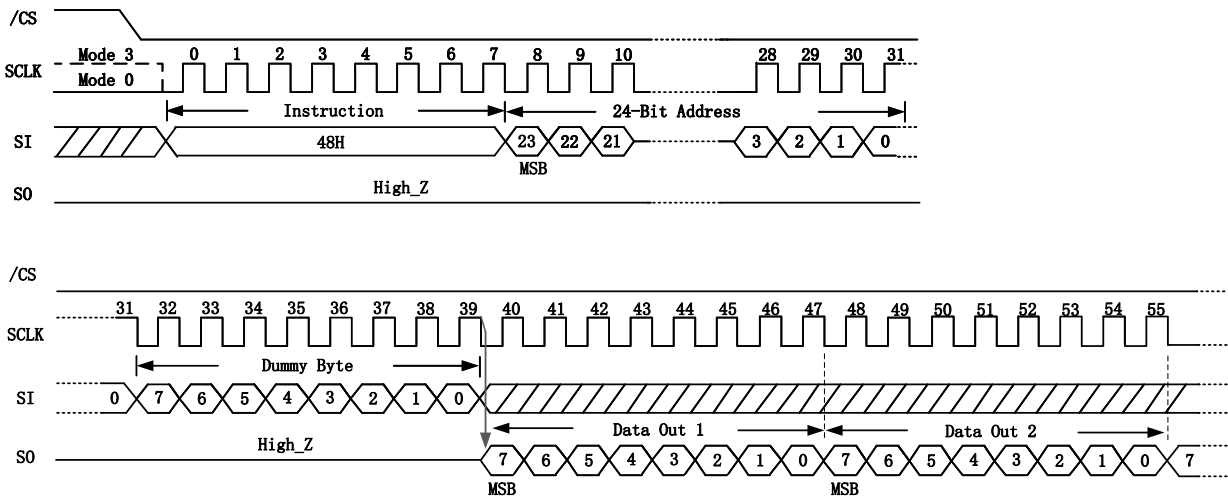 /CS
Mode 3 0 1 2 3 4 5 6 7 8 9 10 28 29 30 31
SCLK
Mode 0
Instruction 24-Bit Address
SI 48H 23 22 21 3 2 1 0
MSB
SO High_Z
/CS
31 32 33 34 35 36 37 38 39 40 41 42 43 44 45 46 47 48 49 50 51 52 53 54 55
SCLK
Dummy Byte
SI 0 7 6 5 4 3 2 1 0
High_Z Data Out 1 Data Out 2
SO 7 6 5 4 3 2 1 0 7 6 5 4 3 2 1 0 7
MSB MSB